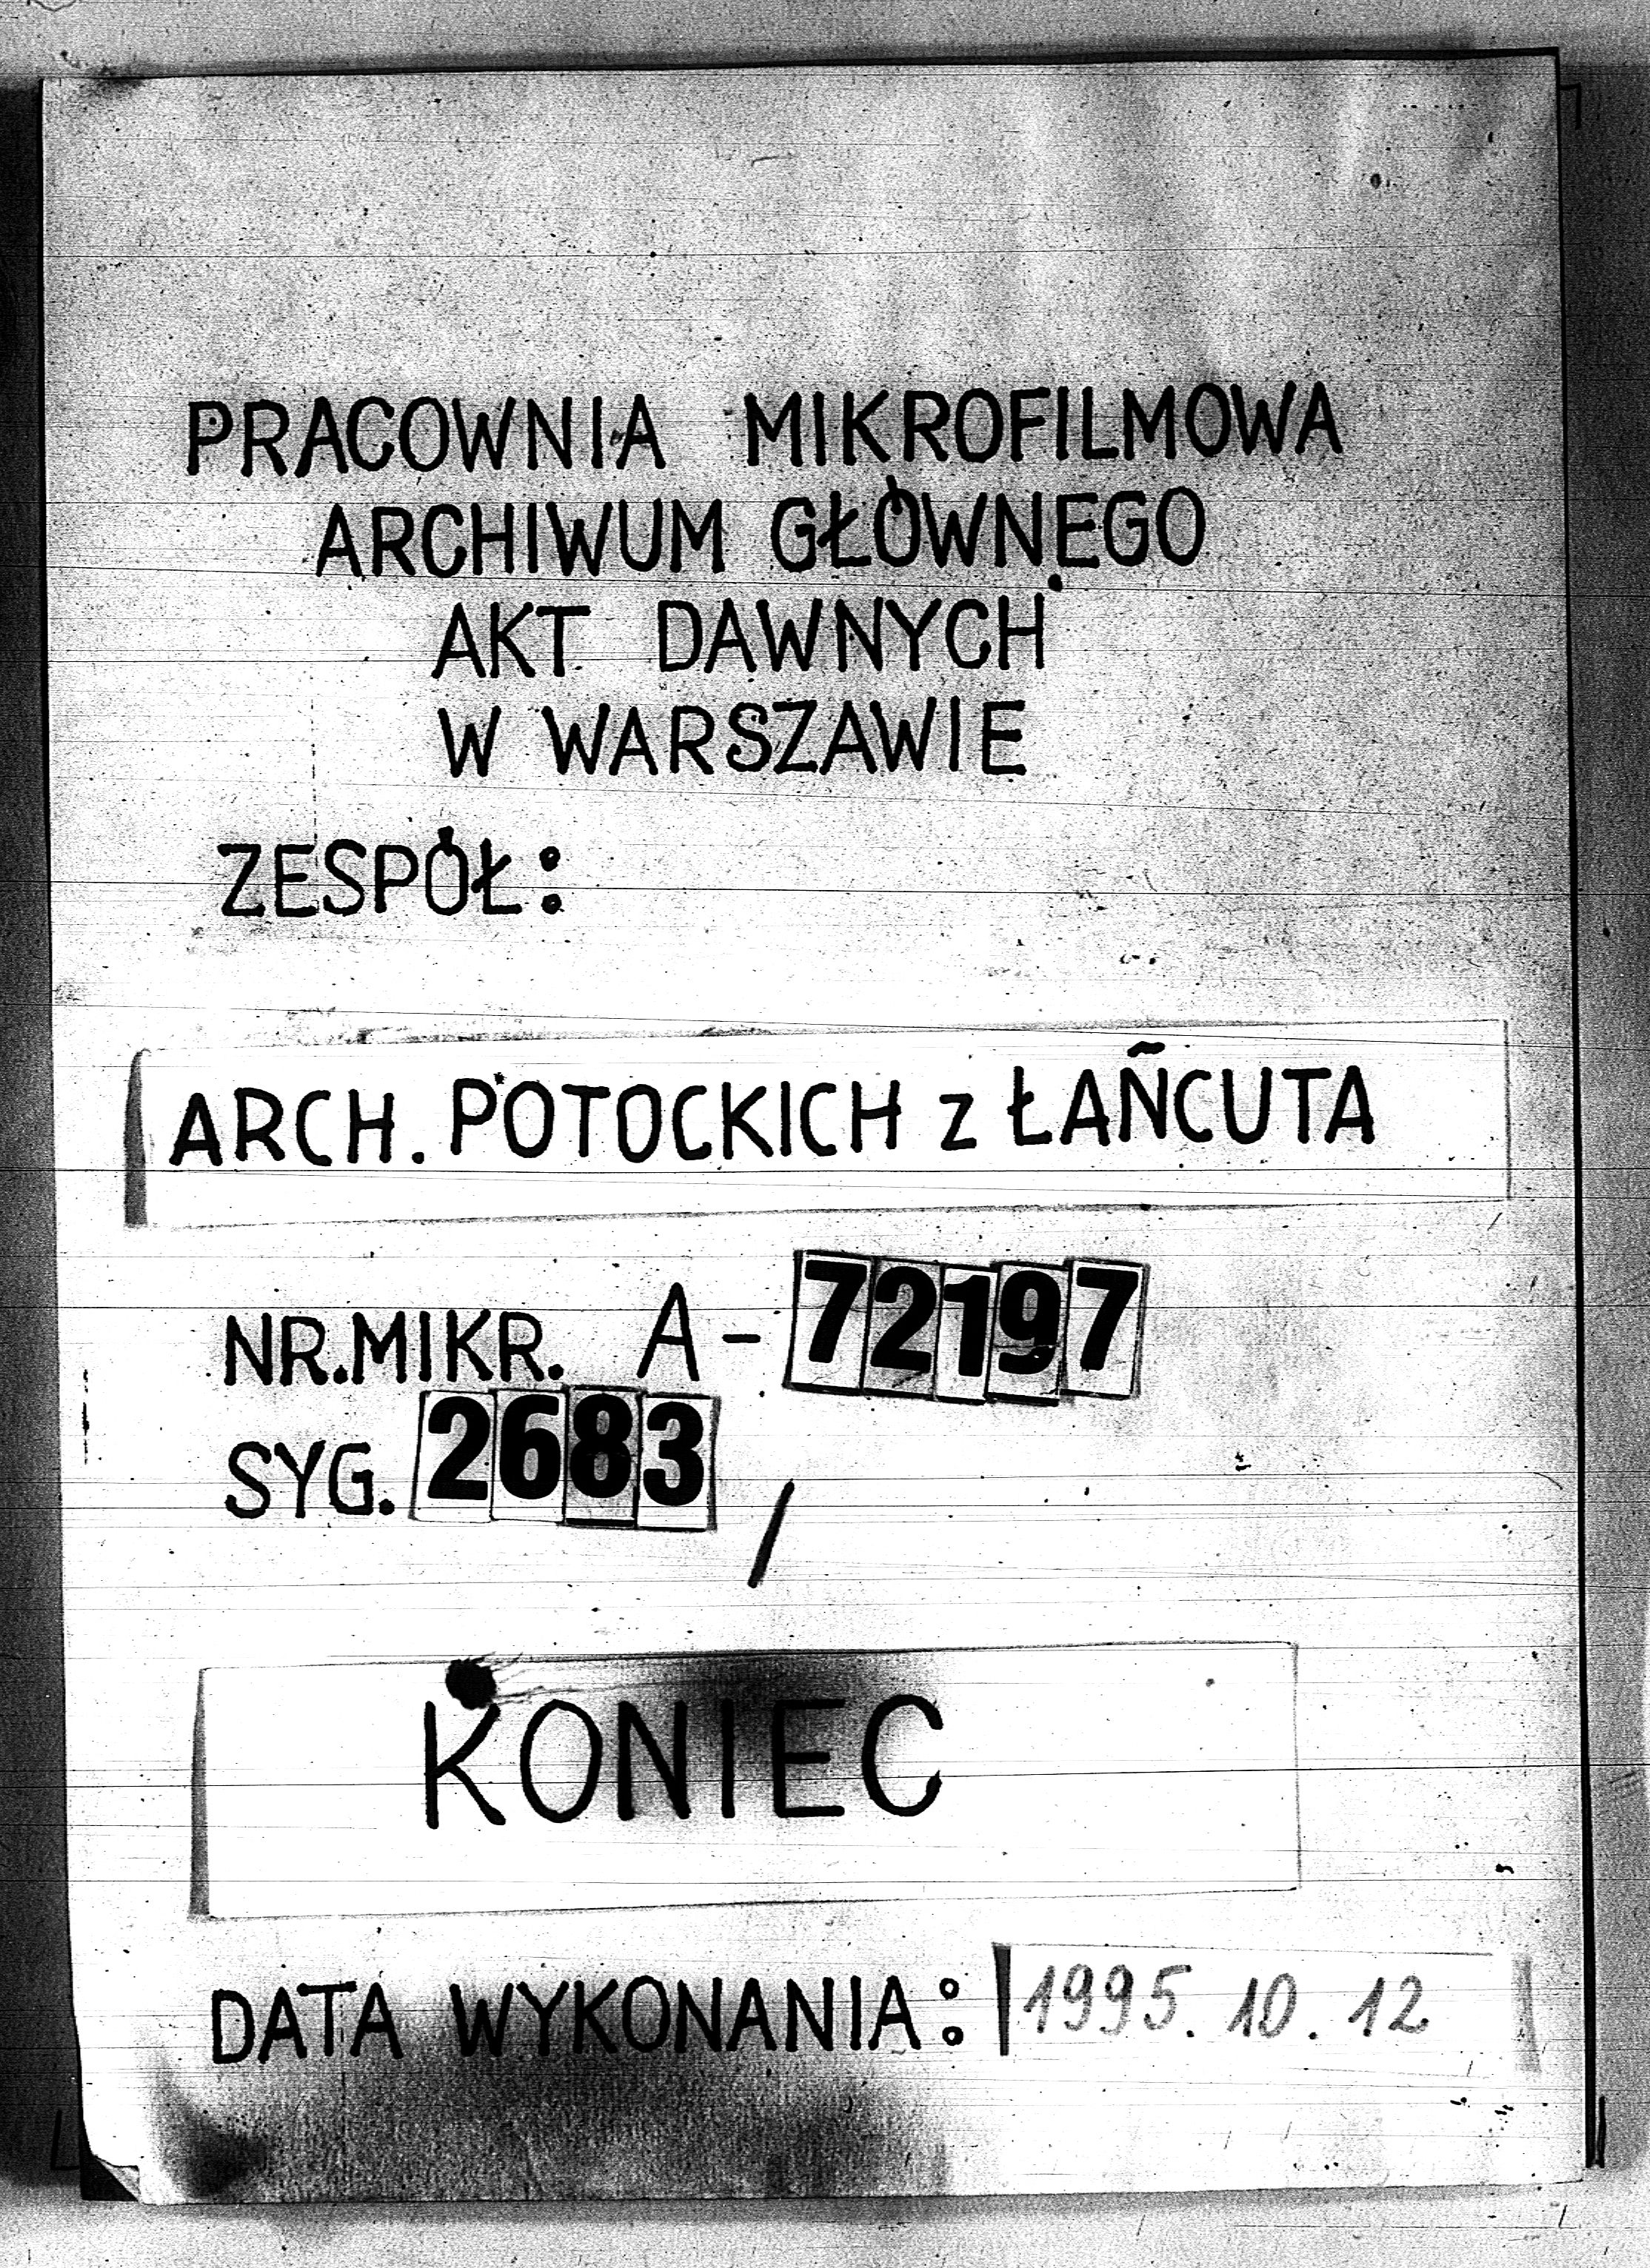 PRACOWNIA MIKROFILMOWA
ARCHIWUM GŁÓWNEGO
AKT DAWNYCH
W WARSZAWIE
ZESPÓŁ:
ARCH. POTOCKICH z ŁAŃCUTA
NR.MIKR. A-72197
SYG. 2683 /
KONIEC
DATA WYKONANIA: 1995.10.12